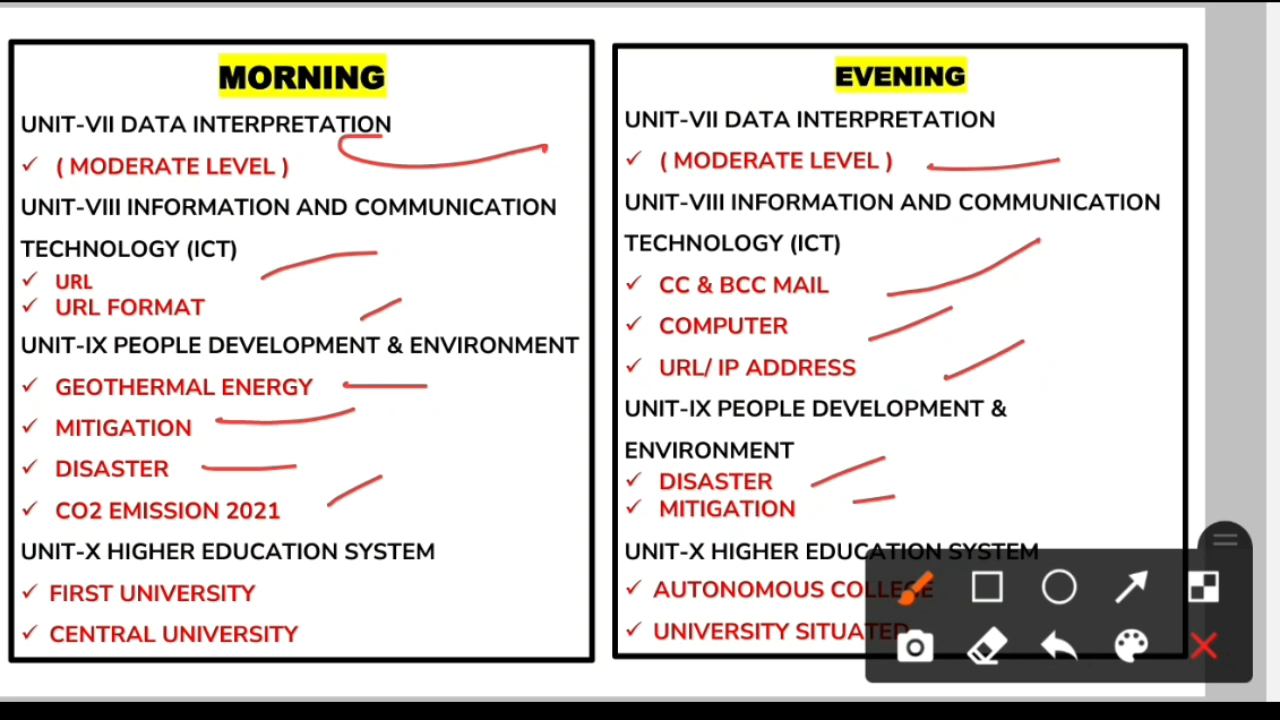 MORNING
UNIT-VII DATA INTERPRETATION
( MODERATE LEVEL )
UNIT-VIII INFORMATION AND COMMUNICATION
TECHNOLOGY (ICT)
URL
URL FORMAT
UNIT-IX PEOPLE DEVELOPMENT & ENVIRONMENT
GEOTHERMAL ENERGY
MITIGATION
DISASTER
CO2 EMISSION 2021
UNIT-X HIGHER EDUCATION SYSTEM
FIRST UNIVERSITY
CENTRAL UNIVERSITY
EVENING
UNIT-VII DATA INTERPRETATION
( MODERATE LEVEL )
UNIT-VIII INFORMATION AND COMMUNICATION
TECHNOLOGY (ICT)
CC & BCC MAIL
COMPUTER
URL/ IP ADDRESS
UNIT-IX PEOPLE DEVELOPMENT &
ENVIRONMENT
DISASTER
MITIGATION
UNIT-X HIGHER EDUCATION SYSTEM
AUTONOMOUS COLLEGE
UNIVERSITY SITUATED